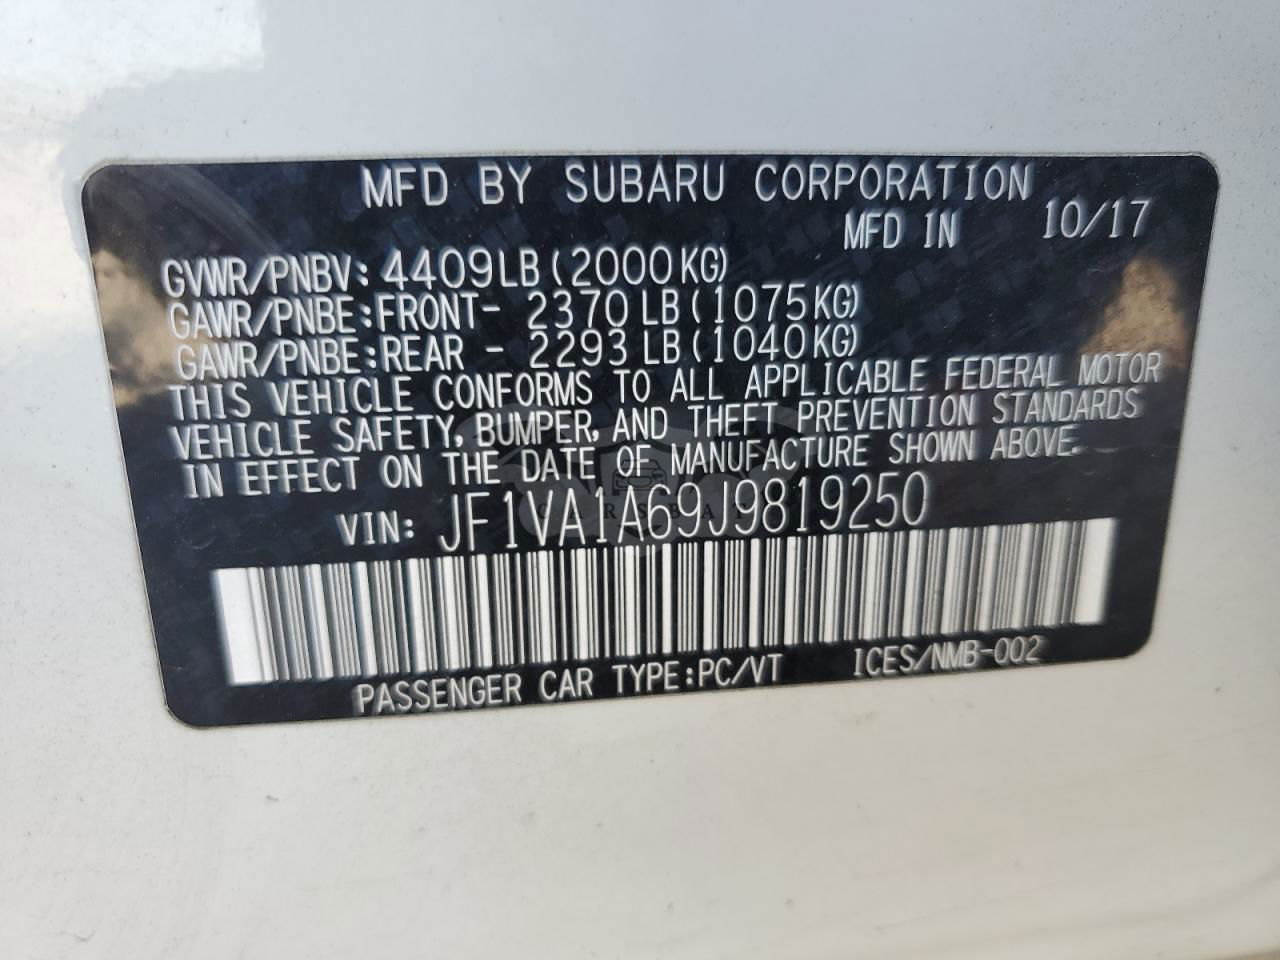 MFD BY SUBARU CORPORATION
MFD IN 10/17
GVWR/PNBV: 4409LB (2000KG)
GAWR/PNBE:FRONT- 2370 LB (1075KG)
GAWR/PNBE:REAR - 2293 LB (1040KG)
THIS VEHICLE CONFORMS TO ALL APPLICABLE FEDERAL MOTOR
VEHICLE SAFETY, BUMPER, AND THEFT PREVENTION STANDARDS
IN EFFECT ON THE DATE OF MANUFACTURE SHOWN ABOVE.
CARSBAT
VIN: JF1VA1A69J9819250
PASSENGER CAR TYPE:PC/VT ICES/NMB-002